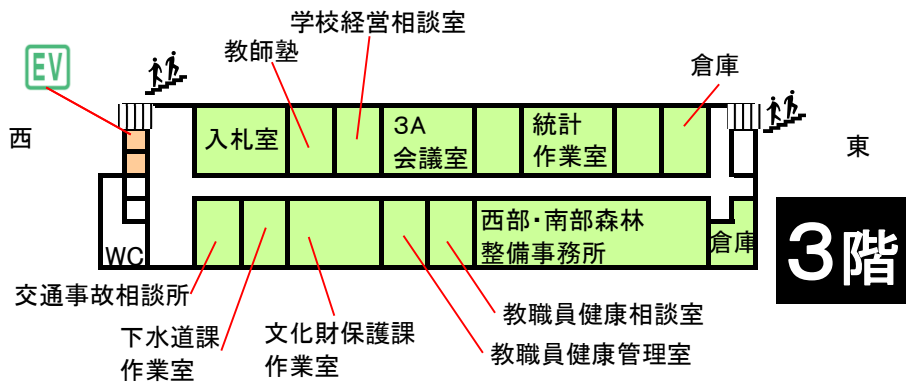 学校経営相談室
教師塾
EV
倉庫
西
入札室
3A
会議室
統計
作業室
東
西部・南部森林
整備事務所
倉庫
WC
3階
交通事故相談所
下水道課
作業室
文化財保護課
作業室
教職員健康相談室
教職員健康管理室